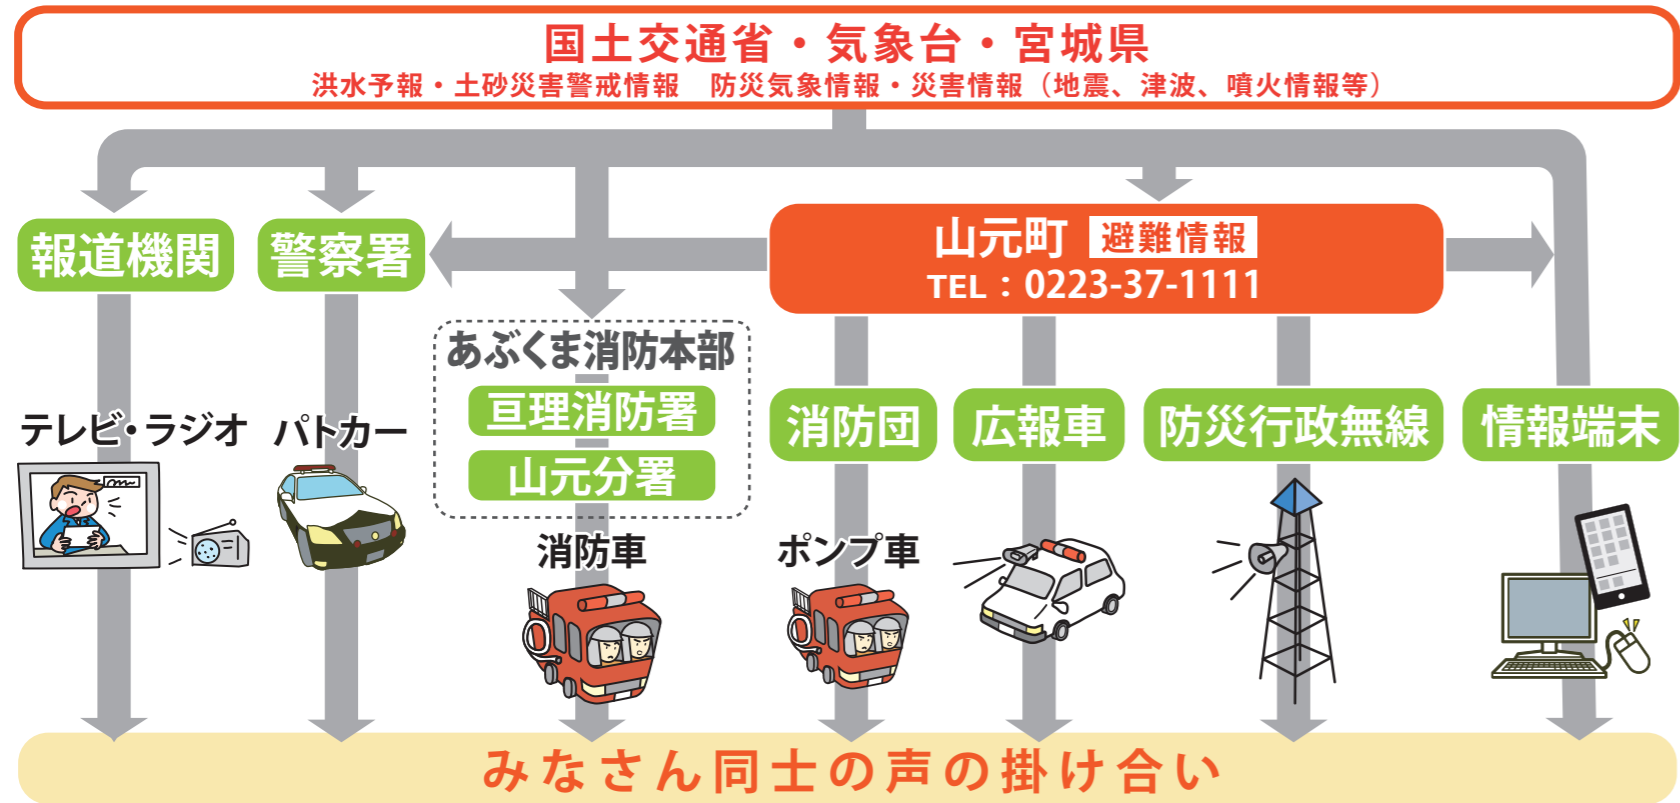 国土交通省・気象台・宮城県
洪水予報・土砂災害警戒情報　防災気象情報・災害情報（地震、津波、噴火情報等）
報道機関
警察署
山元町 避難情報
TEL：0223-37-1111
あぶくま消防本部
亘理消防署
山元分署
消防団
広報車
防災行政無線
情報端末
テレビ・ラジオ
パトカー
消防車
ポンプ車
みなさん同士の声の掛け合い